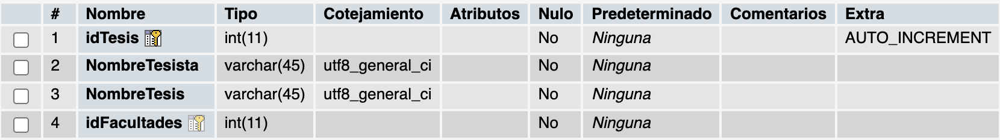 # Nombre Tipo Cotejamiento Atributos Nulo Predeterminado Comentarios Extra
1 idTesis int(11) No Ninguna AUTO_INCREMENT
2 NombreTesista varchar(45) utf8_general_ci No Ninguna
3 NombreTesis varchar(45) utf8_general_ci No Ninguna
4 idFacultades int(11) No Ninguna